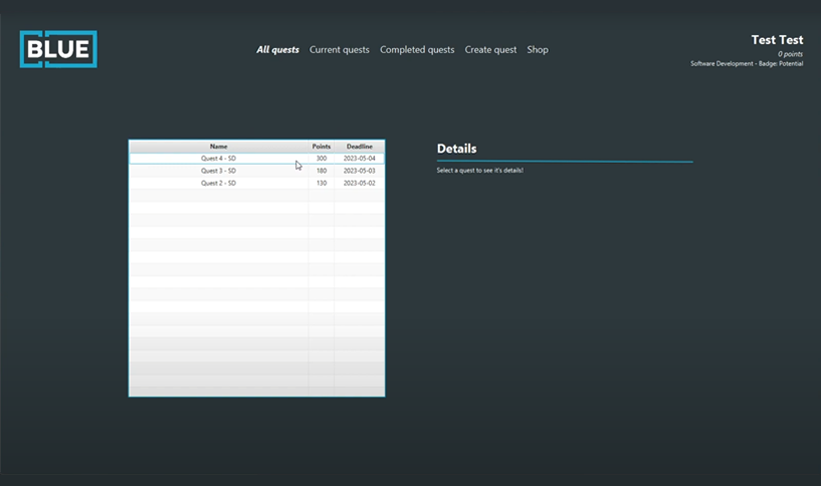 BLUE
All quests Current quests Completed quests Create quest Shop
Test Test
0 points
Software Development - Badge: Potential
Name Points Deadline
Quest 4 - SD 300 2023-05-04
Quest 3 - SD 180 2023-05-03
Quest 2 - SD 130 2023-05-02
Details
Select a quest to see it's details!